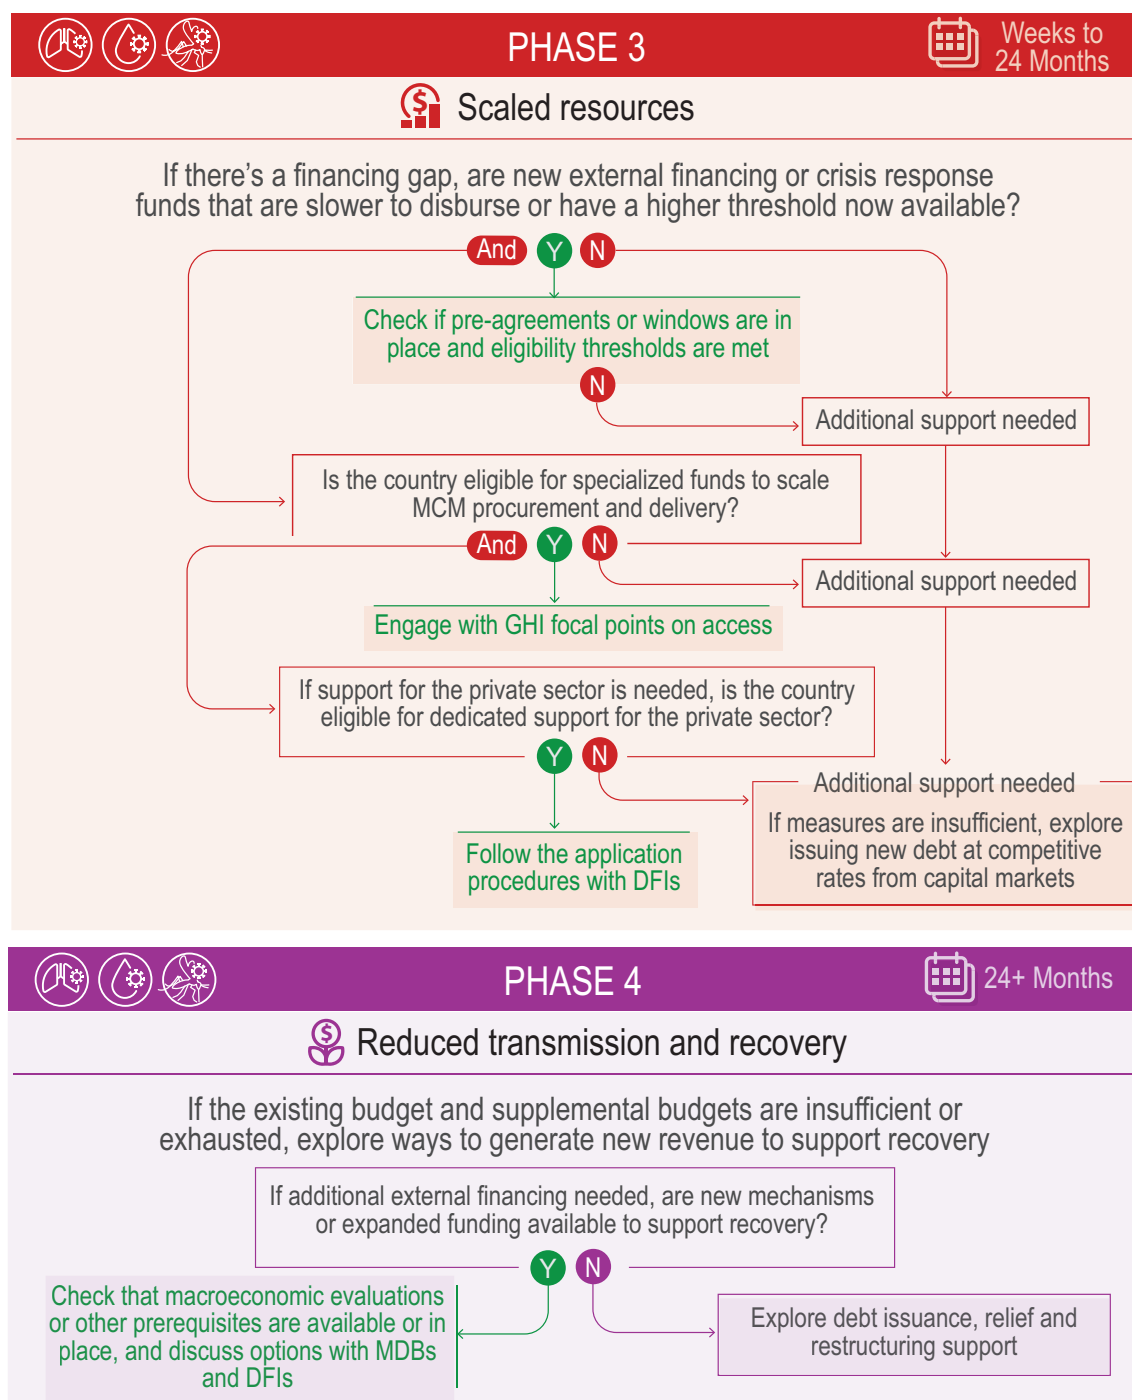 PHASE 3
Weeks to
24 Months
Scaled resources
If there’s a financing gap, are new external financing or crisis response
funds that are slower to disburse or have a higher threshold now available?
And Y N
Check if pre-agreements or windows are in
place and eligibility thresholds are met
N
Additional support needed
Is the country eligible for specialized funds to scale
MCM procurement and delivery?
And Y N
Additional support needed
Engage with GHI focal points on access
If support for the private sector is needed, is the country
eligible for dedicated support for the private sector?
Y N
Additional support needed
If measures are insufficient, explore
issuing new debt at competitive
rates from capital markets
Follow the application
procedures with DFIs
PHASE 4
24+ Months
Reduced transmission and recovery
If the existing budget and supplemental budgets are insufficient or
exhausted, explore ways to generate new revenue to support recovery
If additional external financing needed, are new mechanisms
or expanded funding available to support recovery?
Y N
Check that macroeconomic evaluations
or other prerequisites are available or in
place, and discuss options with MDBs
and DFIs
Explore debt issuance, relief and
restructuring support